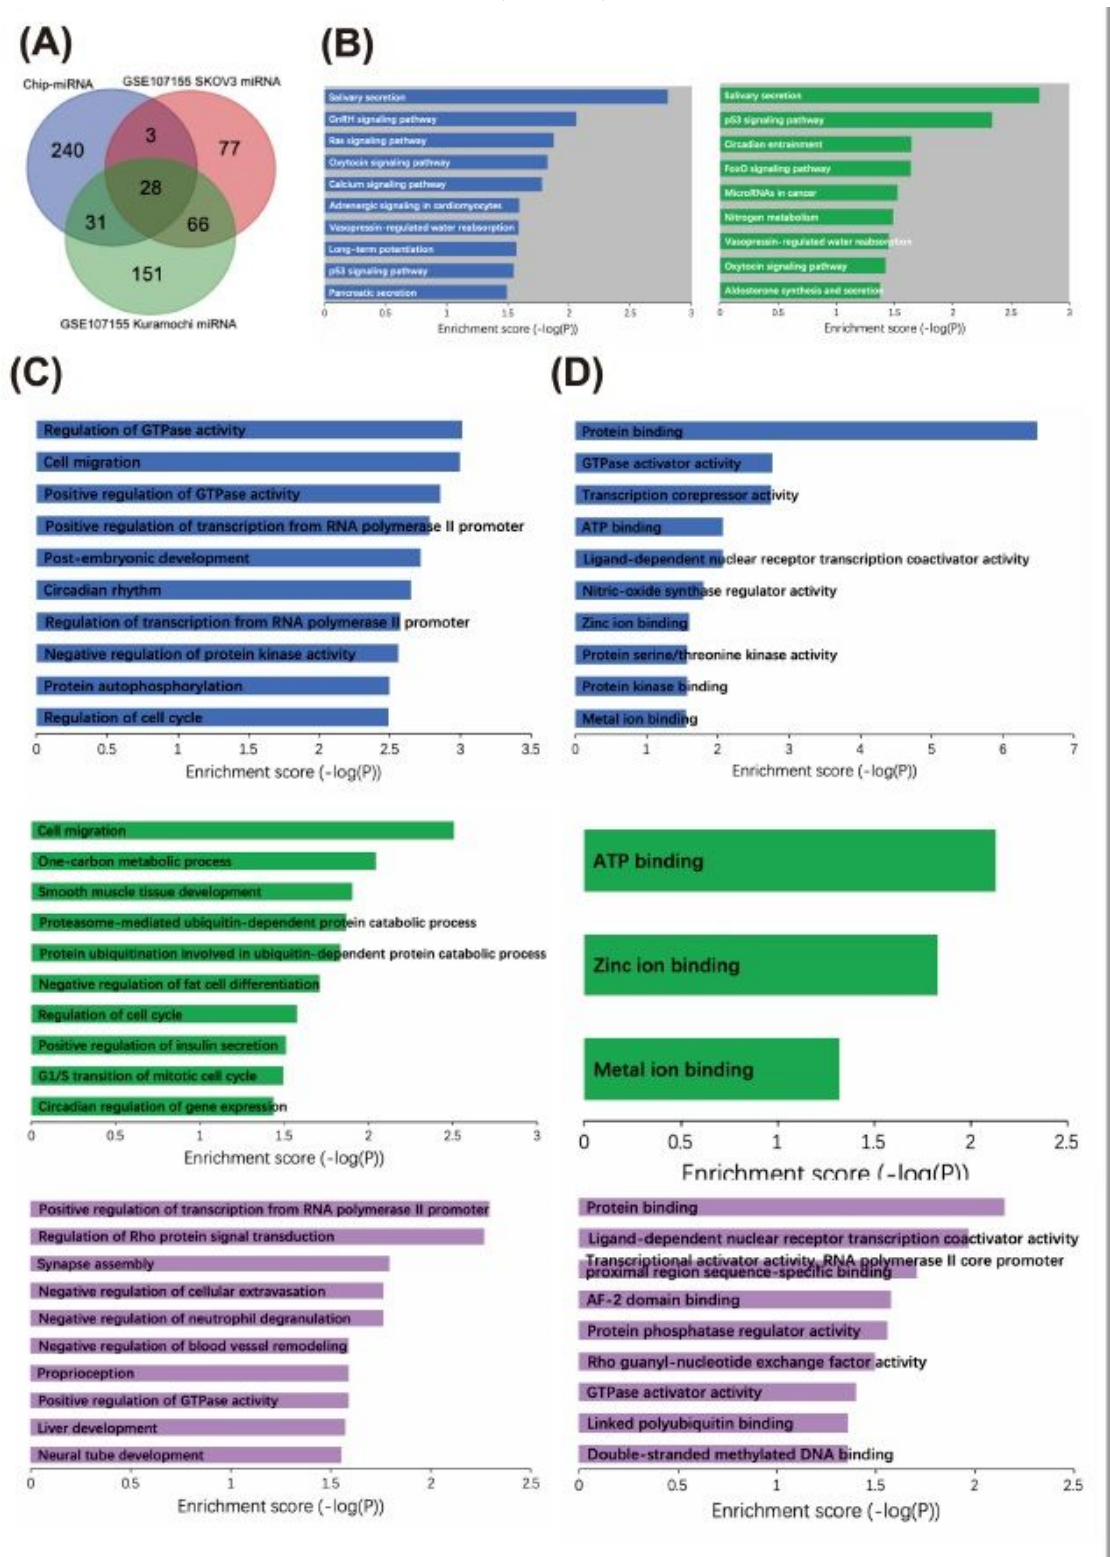 (A)
(B)
Chip-miRNA
GSE107155 SKOV3 miRNA
240
3
77
28
31
66
151
GSE107155 Kuramochi miRNA
Salivary secretion
GnRH signaling pathway
Ras signaling pathway
Oxytocin signaling pathway
Calcium signaling pathway
Adrenergic signaling in cardiomyocytes
Vasopressin-regulated water reabsorption
Long-term potentiation
p53 signaling pathway
Pancreatic secretion
0 0.5 1 1.5 2 2.5 3
Enrichment score (-log(P))
Salivary secretion
p53 signaling pathway
Circadian entrainment
FoxO signaling pathway
MicroRNAs in cancer
Nitrogen metabolism
Vasopressin-regulated water reabsorption
Oxytocin signaling pathway
Aldosterone synthesis and secretion
0 0.5 1 1.5 2 2.5 3
Enrichment score (-log(P))
(C)
(D)
Regulation of GTPase activity
Cell migration
Positive regulation of GTPase activity
Positive regulation of transcription from RNA polymerase II promoter
Post-embryonic development
Circadian rhythm
Regulation of transcription from RNA polymerase II promoter
Negative regulation of protein kinase activity
Protein autophosphorylation
Regulation of cell cycle
0 0.5 1 1.5 2 2.5 3 3.5
Enrichment score (-log(P))
Protein binding
GTPase activator activity
Transcription corepressor activity
ATP binding
Ligand-dependent nuclear receptor transcription coactivator activity
Nitric-oxide synthase regulator activity
Zinc ion binding
Protein serine/threonine kinase activity
Protein kinase binding
Metal ion binding
0 1 2 3 4 5 6 7
Enrichment score (-log(P))
Cell migration
One-carbon metabolic process
Smooth muscle tissue development
Proteasome-mediated ubiquitin-dependent protein catabolic process
Protein ubiquitination involved in ubiquitin-dependent protein catabolic process
Negative regulation of fat cell differentiation
Regulation of cell cycle
Positive regulation of insulin secretion
G1/S transition of mitotic cell cycle
Circadian regulation of gene expression
0 0.5 1 1.5 2 2.5 3
Enrichment score (-log(P))
ATP binding
Zinc ion binding
Metal ion binding
0 0.5 1 1.5 2 2.5
Enrichment score (-log(P))
Positive regulation of transcription from RNA polymerase II promoter
Regulation of Rho protein signal transduction
Synapse assembly
Negative regulation of cellular extravasation
Negative regulation of neutrophil degranulation
Negative regulation of blood vessel remodeling
Proprioception
Positive regulation of GTPase activity
Liver development
Neural tube development
0 0.5 1 1.5 2 2.5
Enrichment score (-log(P))
Protein binding
Ligand-dependent nuclear receptor transcription coactivator activity
Transcriptional activator activity, RNA polymerase II core promoter
proximal region sequence-specific binding
AF-2 domain binding
Protein phosphatase regulator activity
Rho guanyl-nucleotide exchange factor activity
GTPase activator activity
Linked polyubiquitin binding
Double-stranded methylated DNA binding
0 0.5 1 1.5 2 2.5
Enrichment score (-log(P))